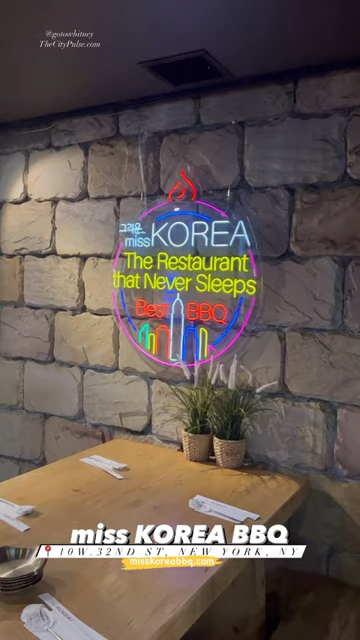 @gotowhitney
TheCityPulse.com
그리운
miss KOREA
The Restaurant
that Never Sleeps
Best BBQ
miss KOREA BBQ
10 W. 32ND ST, NEW YORK, NY
misskoreabbq.com